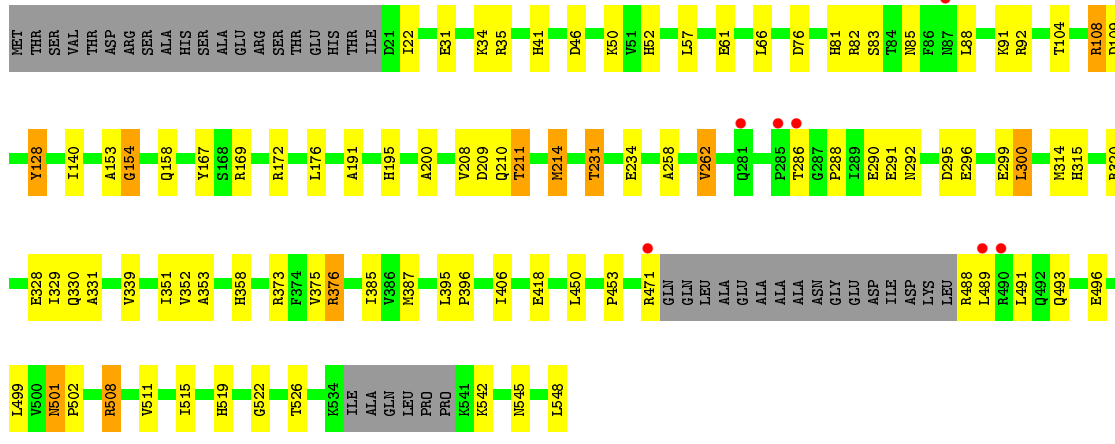 MET THR SER VAL THR ASP ARG SER ALA HIS SER ALA GLU ARG SER THR GLU HIS THR ILE D21 I22 E31 K34 R35 H41 D46 K50 V51 H52 L57 E61 L66 D76 H81 R82 S83 T84 N85 F86 N87 L88 K91 R92 T104 R108 D109
Y128 I140 A153 G154 Q158 Y167 S168 R169 R172 L176 A191 H195 A200 V208 D209 Q210 T211 M214 T231 E234 A258 V262 Q281 P285 T286 G287 P288 I289 E290 E291 N292 D295 E296 E299 L300 M314 H315 R320
E328 I329 Q330 A331 V339 I351 V352 A353 H358 R373 F374 V375 R376 I385 V386 M387 L395 P396 I406 E418 L450 P453 R471 GLN GLN LEU ALA GLU ALA ALA ALA ASN GLY GLU ASP ILE ASP LYS LEU R488 L489 R490 L491 Q492 Q493 E496
L499 V500 N501 P502 R508 V511 I515 H519 G522 T526 K534 ILE ALA GLN LEU PRO PRO K541 K542 N545 L548